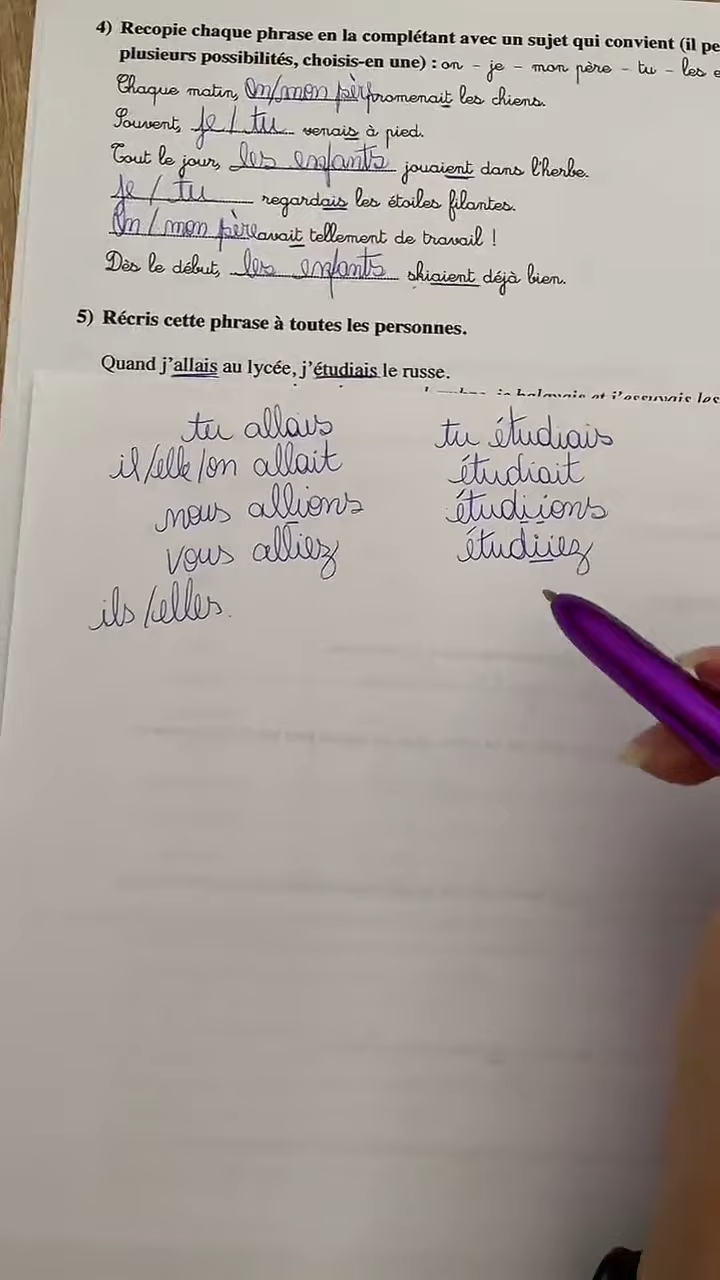 4) Recopie chaque phrase en la complétant avec un sujet qui convient (il pe
plusieurs possibilités, choisis-en une) : on - je - mon père - tu - les e
Chaque matin, On/mon père promenait les chiens.
Souvent, je / tu venais à pied.
Tout le jour, les enfants jouaient dans l'herbe.
Je / tu regardais les étoiles filantes.
On / mon père avait tellement de travail !
Dès le début, les enfants skiaient déjà bien.
5) Récris cette phrase à toutes les personnes.
Quand j'allais au lycée, j'étudiais le russe.
balayais et j'essuyais les
tu allais tu étudiais
il/elle/on allait étudiait
nous allions étudiions
vous alliez étudiiez
ils/elles.